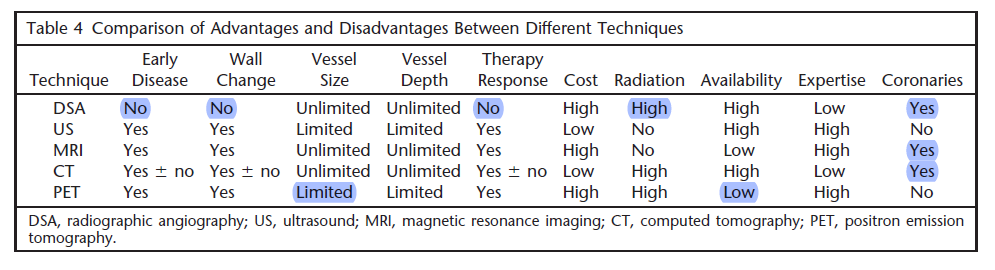 Table 4 Comparison of Advantages and Disadvantages Between Different Techniques
Early Wall Vessel Vessel Therapy
Technique Disease Change Size Depth Response Cost Radiation Availability Expertise Coronaries
DSA No No Unlimited Unlimited No High High High Low Yes
US Yes Yes Limited Limited Yes Low No High High No
MRI Yes Yes Unlimited Unlimited Yes High No Low High Yes
CT Yes ± no Yes ± no Unlimited Unlimited Yes ± no Low High High Low Yes
PET Yes Yes Limited Limited Yes High High Low High No
DSA, radiographic angiography; US, ultrasound; MRI, magnetic resonance imaging; CT, computed tomography; PET, positron emission
tomography.